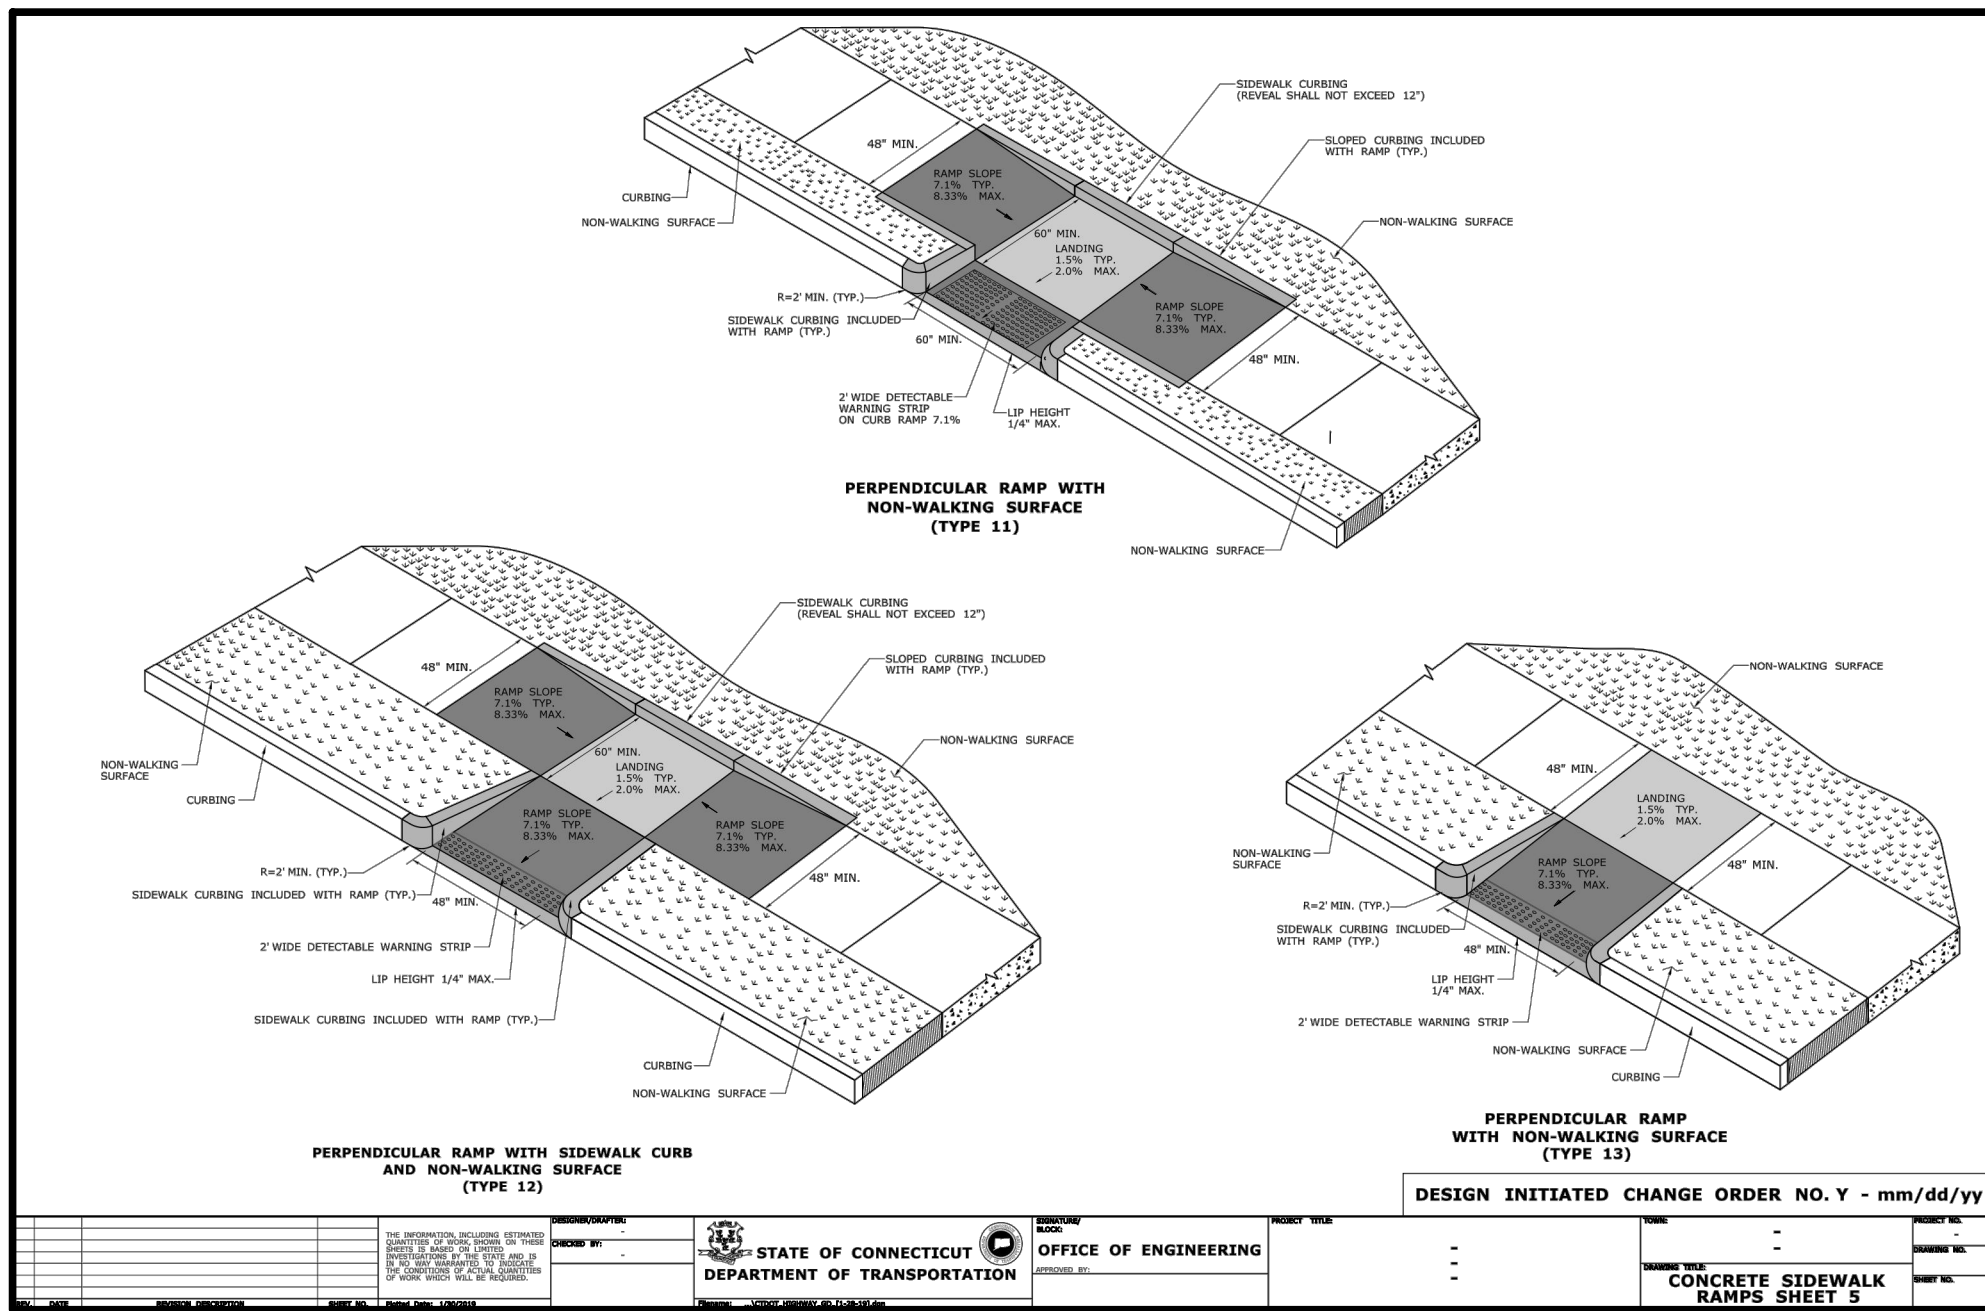 SIDEWALK CURBING
(REVEAL SHALL NOT EXCEED 12")
SLOPED CURBING INCLUDED
WITH RAMP (TYP.)
48" MIN.
RAMP SLOPE
7.1% TYP.
8.33% MAX.
CURBING
NON-WALKING SURFACE
NON-WALKING SURFACE
60" MIN.
LANDING
1.5% TYP.
2.0% MAX.
R=2' MIN. (TYP.)
SIDEWALK CURBING INCLUDED
WITH RAMP (TYP.)
RAMP SLOPE
7.1% TYP.
8.33% MAX.
60" MIN.
48" MIN.
2' WIDE DETECTABLE
WARNING STRIP
ON CURB RAMP 7.1%
LIP HEIGHT
1/4" MAX.
NON-WALKING SURFACE
PERPENDICULAR RAMP WITH
NON-WALKING SURFACE
(TYPE 11)
SIDEWALK CURBING
(REVEAL SHALL NOT EXCEED 12")
SLOPED CURBING INCLUDED
WITH RAMP (TYP.)
48" MIN.
RAMP SLOPE
7.1% TYP.
8.33% MAX.
NON-WALKING SURFACE
60" MIN.
LANDING
1.5% TYP.
2.0% MAX.
NON-WALKING
SURFACE
CURBING
RAMP SLOPE
7.1% TYP.
8.33% MAX.
RAMP SLOPE
7.1% TYP.
8.33% MAX.
R=2' MIN. (TYP.)
48" MIN.
SIDEWALK CURBING INCLUDED WITH RAMP (TYP.)
48" MIN.
2' WIDE DETECTABLE WARNING STRIP
LIP HEIGHT 1/4" MAX.
SIDEWALK CURBING INCLUDED WITH RAMP (TYP.)
CURBING
NON-WALKING SURFACE
PERPENDICULAR RAMP WITH SIDEWALK CURB
AND NON-WALKING SURFACE
(TYPE 12)
NON-WALKING SURFACE
48" MIN.
LANDING
1.5% TYP.
2.0% MAX.
NON-WALKING
SURFACE
RAMP SLOPE
7.1% TYP.
8.33% MAX.
48" MIN.
R=2' MIN. (TYP.)
SIDEWALK CURBING INCLUDED
WITH RAMP (TYP.)
48" MIN.
LIP HEIGHT
1/4" MAX.
2' WIDE DETECTABLE WARNING STRIP
NON-WALKING SURFACE
CURBING
PERPENDICULAR RAMP
WITH NON-WALKING SURFACE
(TYPE 13)
DESIGN INITIATED CHANGE ORDER NO. Y - mm/dd/yy
REV. DATE REVISION DESCRIPTION SHEET NO.
THE INFORMATION, INCLUDING ESTIMATED
QUANTITIES OF WORK, SHOWN ON THESE
SHEETS IS BASED ON LIMITED
INVESTIGATIONS BY THE STATE AND IS
IN NO WAY WARRANTED TO INDICATE
THE CONDITIONS OF ACTUAL QUANTITIES
OF WORK WHICH WILL BE REQUIRED.
Plotted Date: 1/30/2019
DESIGNER/DRAFTER:
-
CHECKED BY:
-
STATE OF CONNECTICUT
DEPARTMENT OF TRANSPORTATION
Filename: ...\CTDOT_HIGHWAY_GD_[1-28-19].dgn
SIGNATURE/
BLOCK:
OFFICE OF ENGINEERING
APPROVED BY:
PROJECT TITLE:
-
-
-
TOWN:
-
-
DRAWING TITLE:
CONCRETE SIDEWALK
RAMPS SHEET 5
PROJECT NO.
-
DRAWING NO.
SHEET NO.